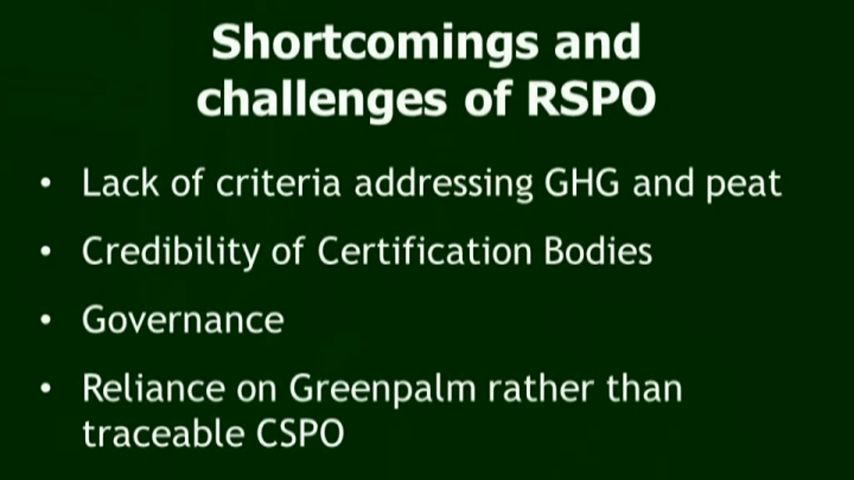 Shortcomings and
challenges of RSPO
• Lack of criteria addressing GHG and peat
• Credibility of Certification Bodies
• Governance
• Reliance on Greenpalm rather than
traceable CSPO